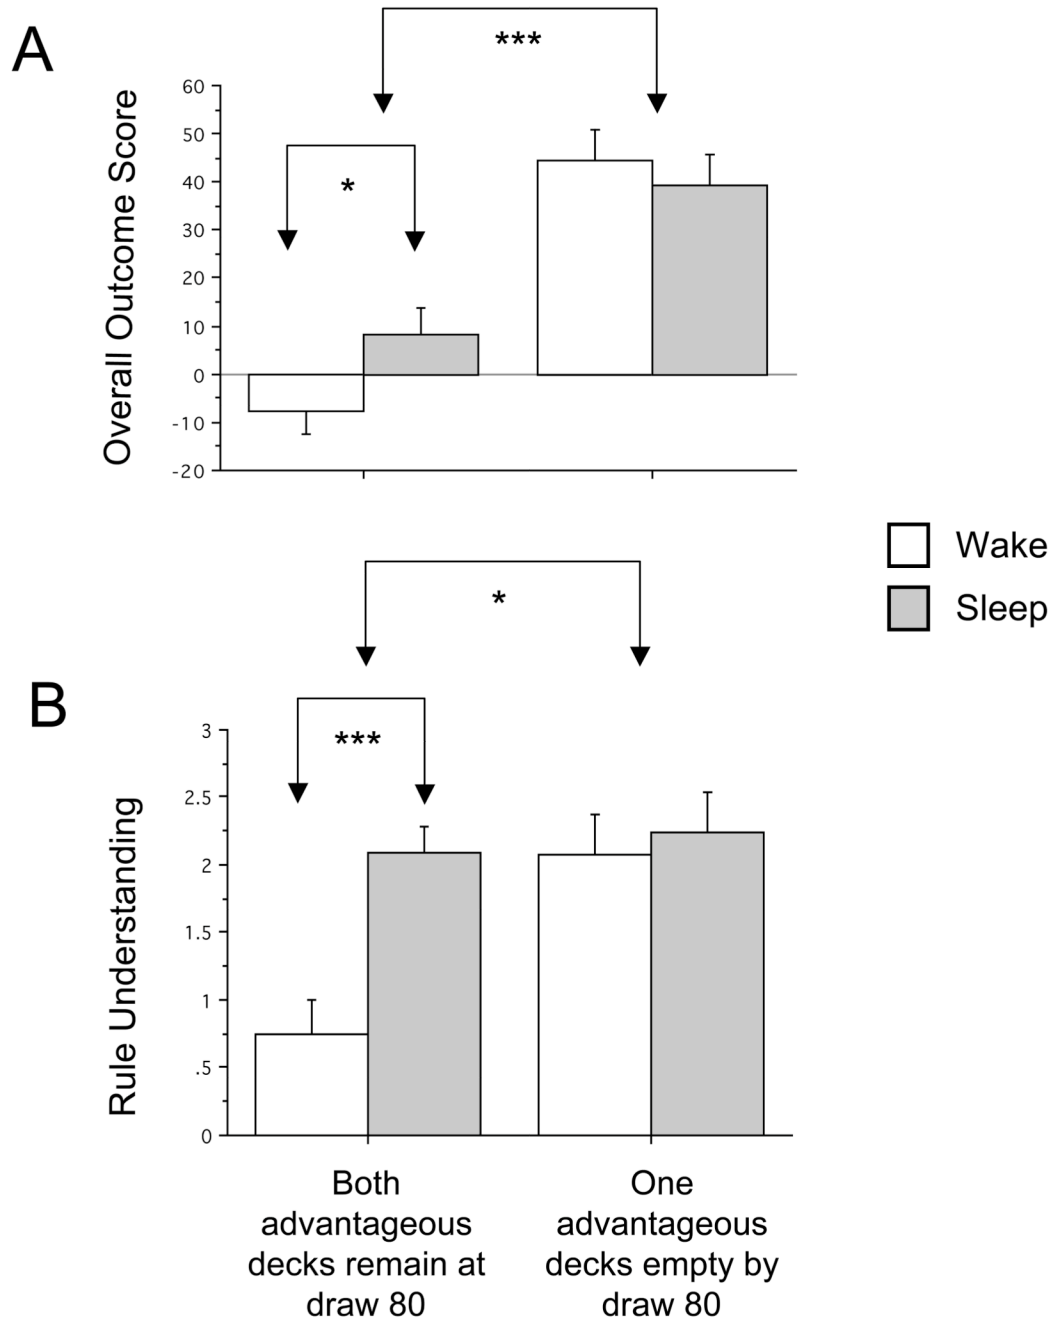 A
***
Overall Outcome Score
60
50
*
40
30
20
10
0
-10
-20
Wake
*
Sleep
B
Rule Understanding
3
***
2.5
2
1.5
1
.5
0
Both
advantageous
decks remain at
draw 80
One
advantageous
decks empty by
draw 80